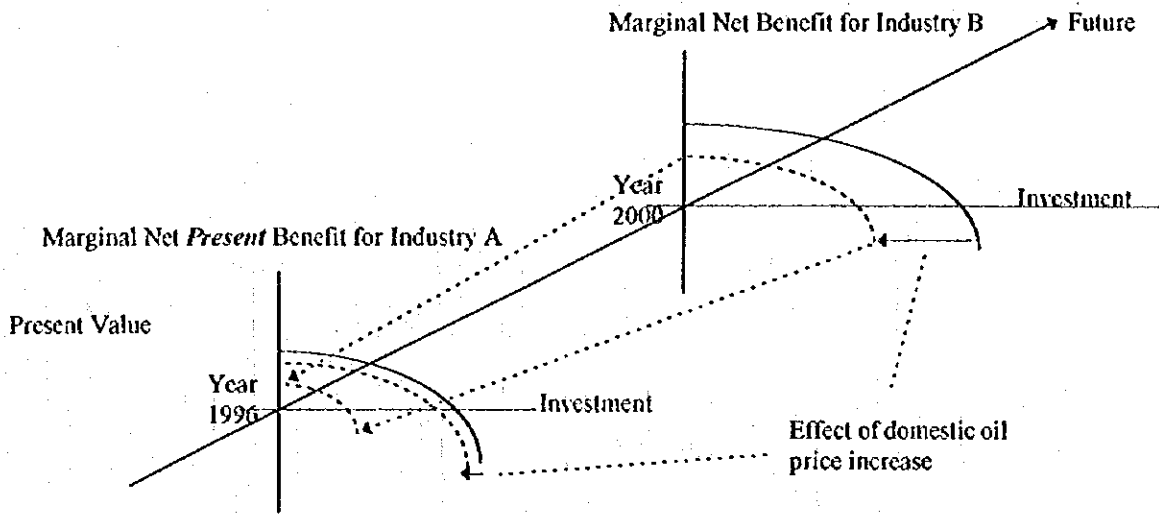 Marginal Net Benefit for Industry B
Future
Year
2000
Investment
Marginal Net Present Benefit for Industry A
Present Value
Year
1996
Investment
Effect of domestic oil
price increase